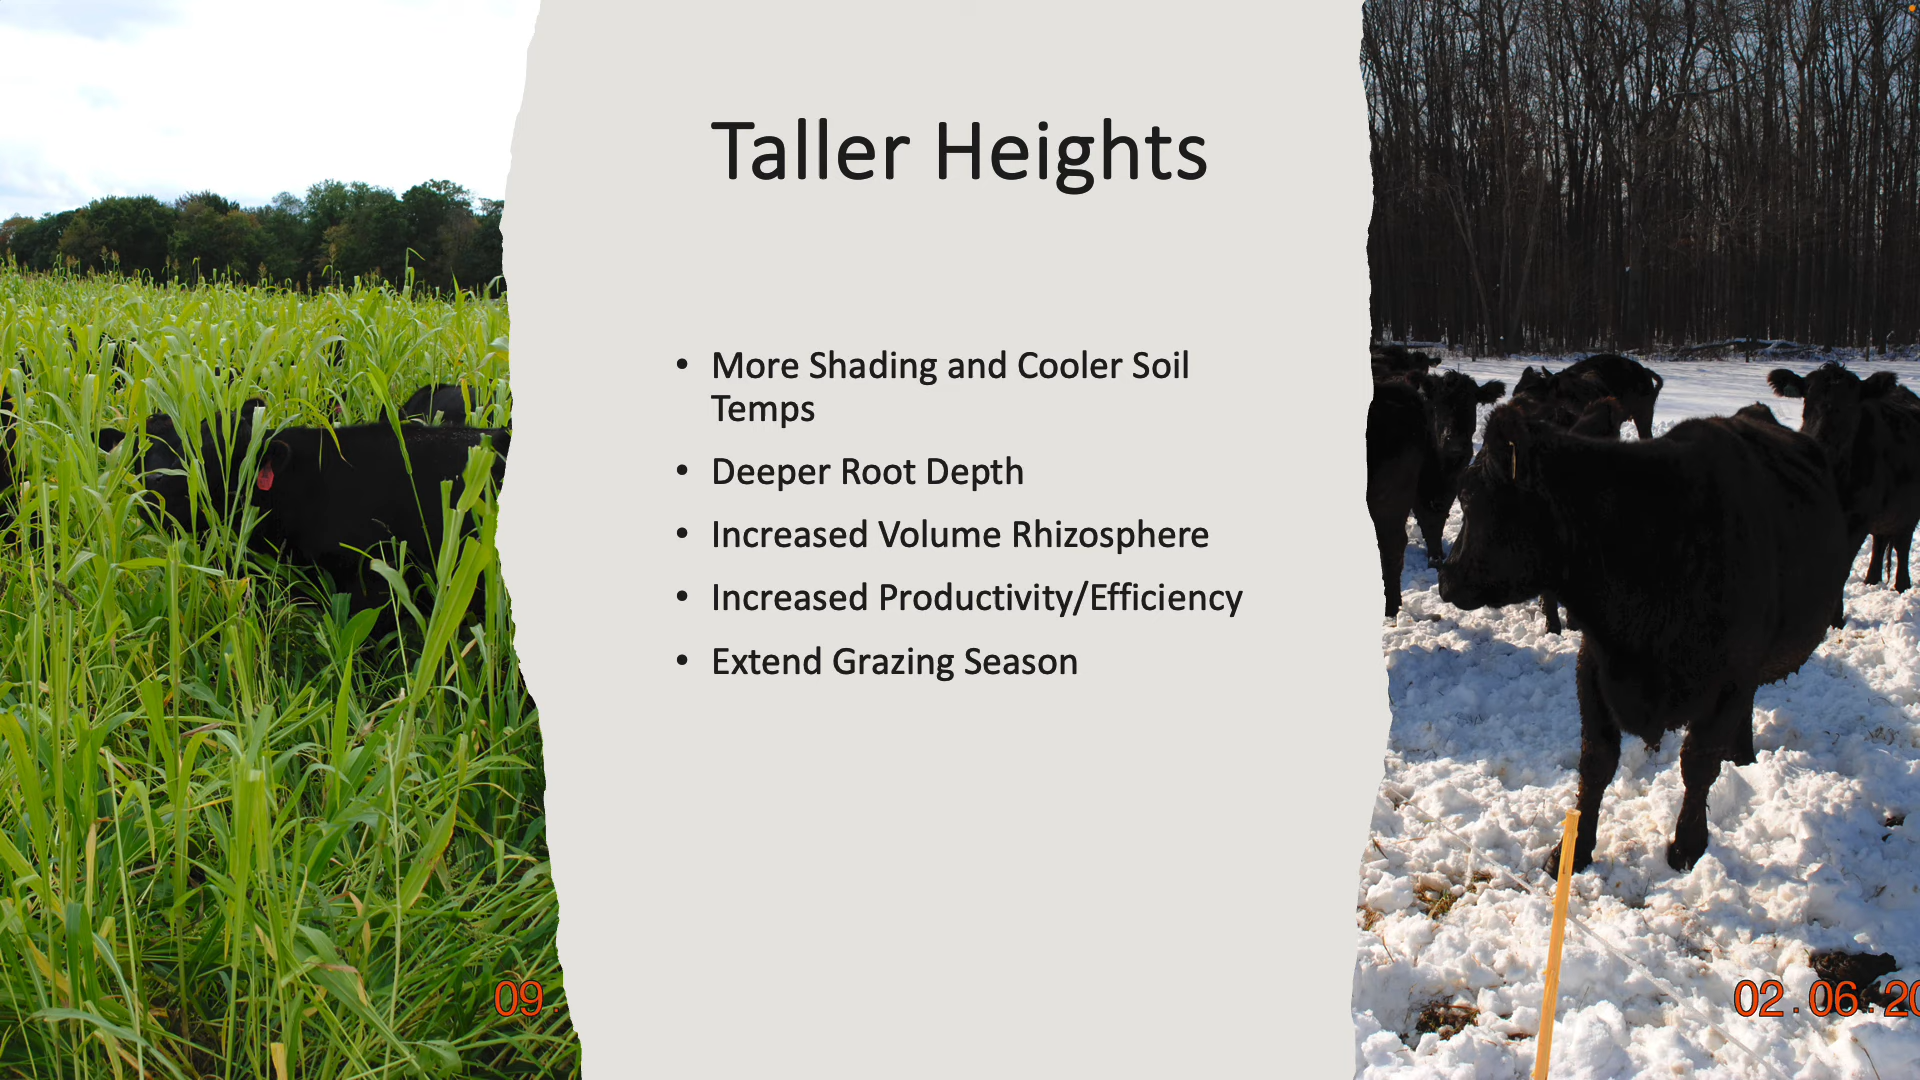 Taller Heights
• More Shading and Cooler Soil
Temps
• Deeper Root Depth
• Increased Volume Rhizosphere
• Increased Productivity/Efficiency
• Extend Grazing Season
09.
02.06.20